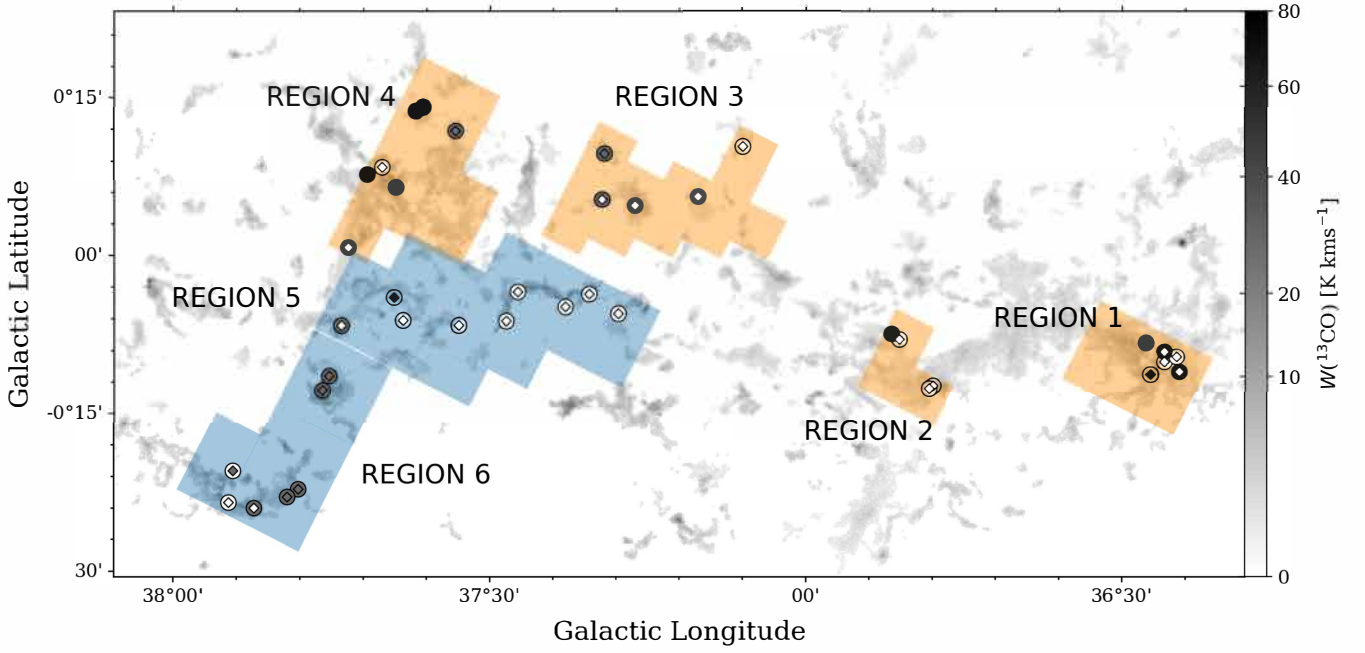 80
REGION 4
REGION 3
0°15'
60
40
Galactic Latitude
00'
W(¹³CO) [K kms⁻¹]
REGION 5
20
REGION 1
10
-0°15'
REGION 2
REGION 6
30'
0
38°00'
37°30'
00'
36°30'
Galactic Longitude